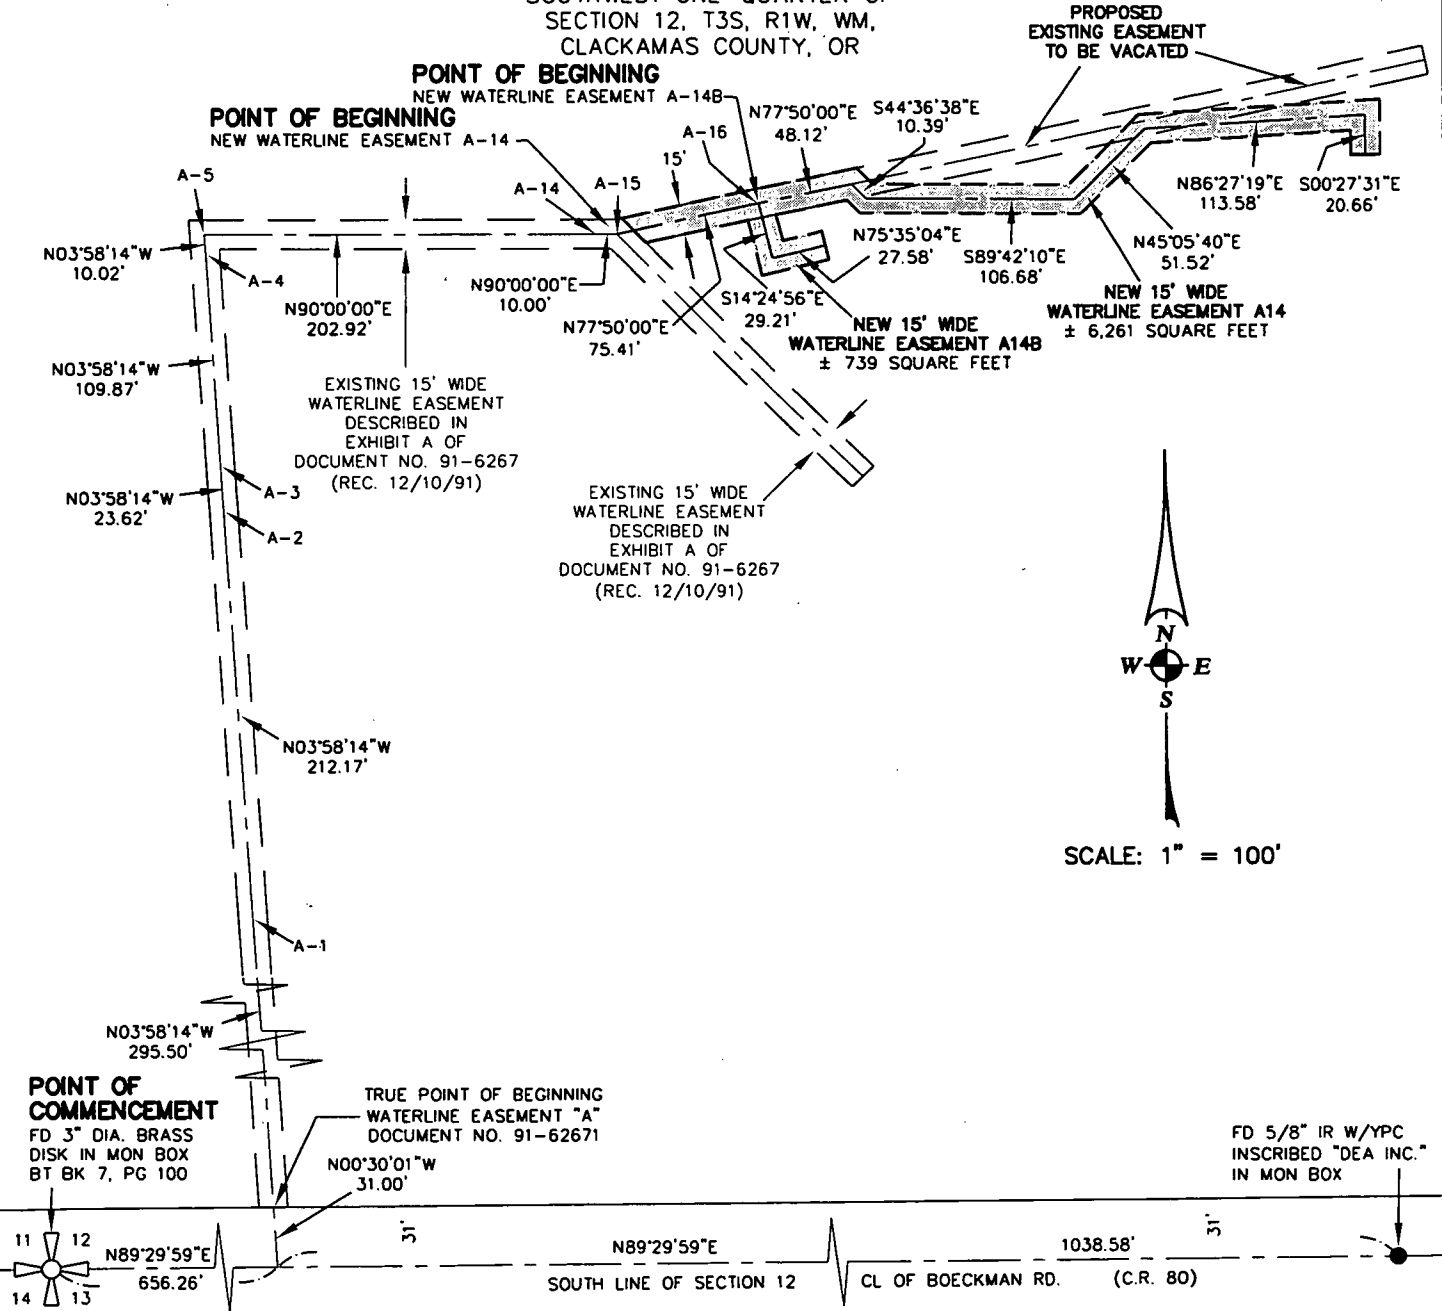 SOUTHWEST ONE-QUARTER OF
SECTION 12, T3S, R1W, WM,
CLACKAMAS COUNTY, OR
PROPOSED
EXISTING EASEMENT
TO BE VACATED
POINT OF BEGINNING
NEW WATERLINE EASEMENT A-14B
POINT OF BEGINNING
NEW WATERLINE EASEMENT A-14
N77°50'00"E
48.12'
S44°36'38"E
10.39'
A-16
15'
A-5
A-14
A-15
N86°27'19"E
113.58'
S00°27'31"E
20.66'
N03°58'14"W
10.02'
A-4
N90°00'00"E
202.92'
N90°00'00"E
10.00'
N77°50'00"E
75.41'
S14°24'56"E
29.21'
N75°35'04"E
27.58'
S89°42'10"E
106.68'
N45°05'40"E
51.52'
NEW 15' WIDE
WATERLINE EASEMENT A14
± 6,261 SQUARE FEET
NEW 15' WIDE
WATERLINE EASEMENT A14B
± 739 SQUARE FEET
N03°58'14"W
109.87'
EXISTING 15' WIDE
WATERLINE EASEMENT
DESCRIBED IN
EXHIBIT A OF
DOCUMENT NO. 91-6267
(REC. 12/10/91)
A-3
N03°58'14"W
23.62'
A-2
EXISTING 15' WIDE
WATERLINE EASEMENT
DESCRIBED IN
EXHIBIT A OF
DOCUMENT NO. 91-6267
(REC. 12/10/91)
N
W E
S
N03°58'14"W
212.17'
SCALE: 1" = 100'
A-1
N03°58'14"W
295.50'
POINT OF
COMMENCEMENT
FD 3" DIA. BRASS
DISK IN MON BOX
BT BK 7, PG 100
TRUE POINT OF BEGINNING
WATERLINE EASEMENT "A"
DOCUMENT NO. 91-62671
N00°30'01"W
31.00'
FD 5/8" IR W/YPC
INSCRIBED "DEA INC."
IN MON BOX
31'
31'
11 12
14 13
N89°29'59"E
656.26'
N89°29'59"E
1038.58'
SOUTH LINE OF SECTION 12
CL OF BOECKMAN RD.
(C.R. 80)